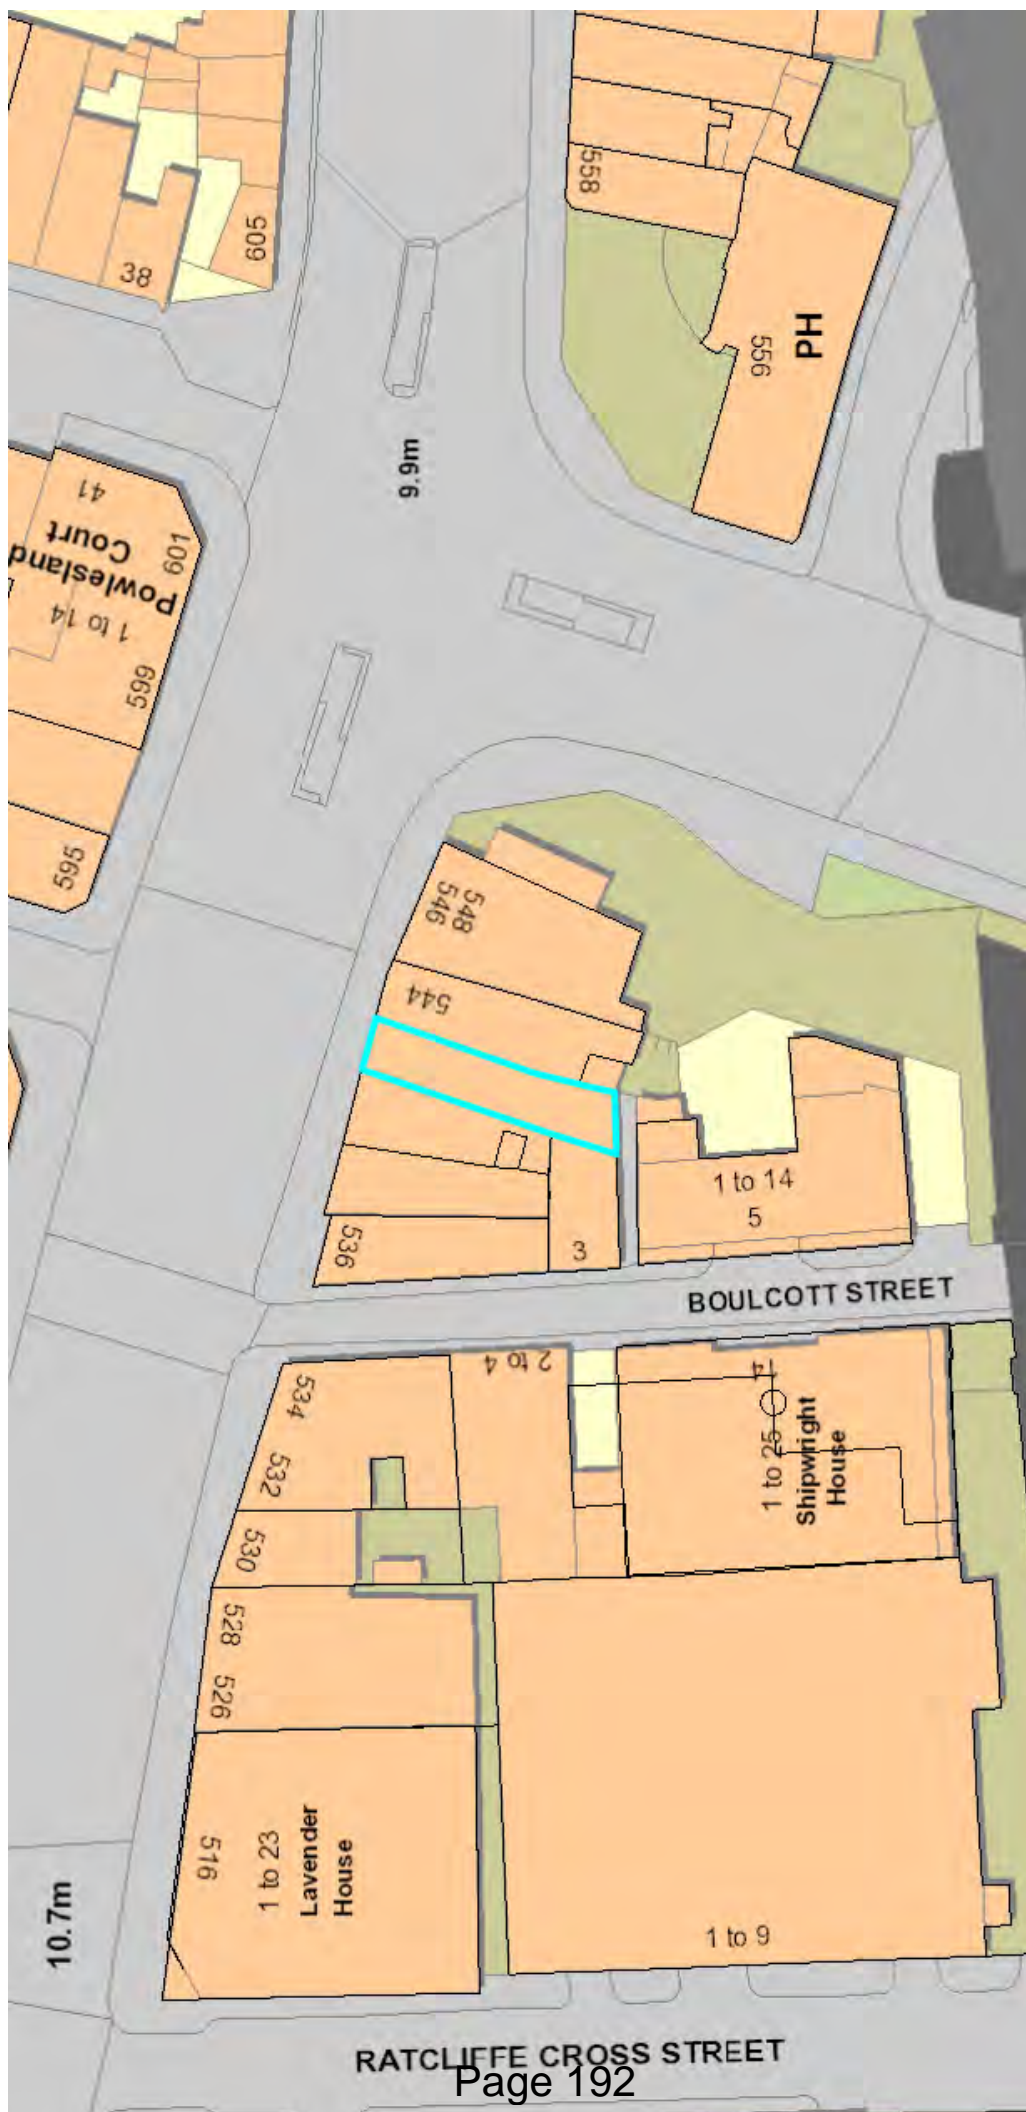 558
605
38
PH
556
9.9m
41
Powlesland
Court
601
1 to 14
599
595
548
546
544
1 to 14
5
536
3
BOULCOTT STREET
2 to 4
534
14
532
1 to 25
Shipwright
House
530
528
526
516
1 to 23
Lavender
House
10.7m
1 to 9
RATCLIFFE CROSS STREET
Page 192